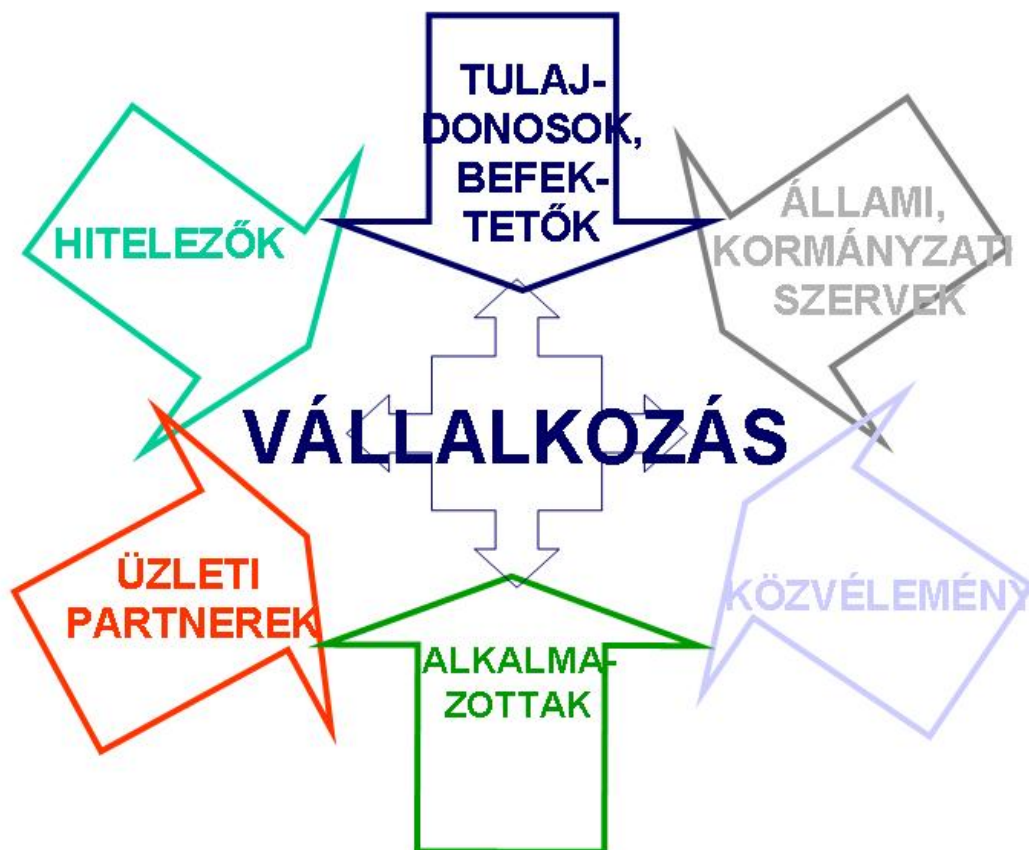 TULAJ-
DONOSOK,
BEFEK-
TETŐK
HITELEZŐK
ÁLLAMI,
KORMÁNYZATI
SZERVEK
VÁLLALKOZÁS
ÜZLETI
PARTNEREK
KÖZVÉLEMÉNY
ALKALMA-
ZOTTAK